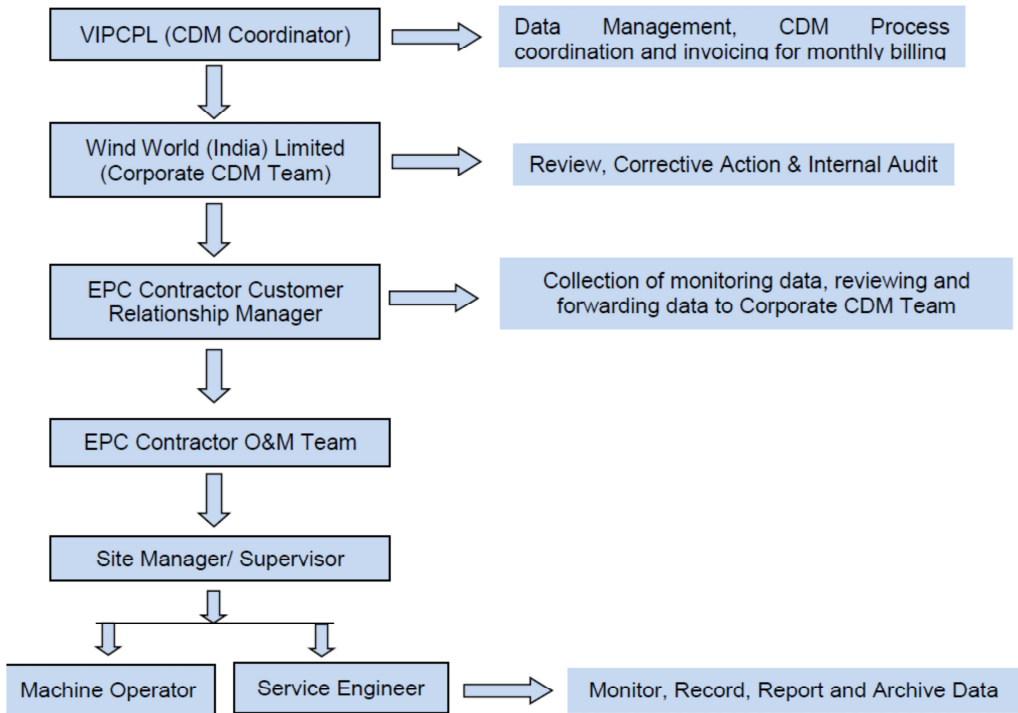 VIPCPL (CDM Coordinator)
Data Management, CDM Process
coordination and invoicing for monthly billing
Wind World (India) Limited
(Corporate CDM Team)
Review, Corrective Action & Internal Audit
EPC Contractor Customer
Relationship Manager
Collection of monitoring data, reviewing and
forwarding data to Corporate CDM Team
EPC Contractor O&M Team
Site Manager/ Supervisor
Machine Operator
Service Engineer
Monitor, Record, Report and Archive Data